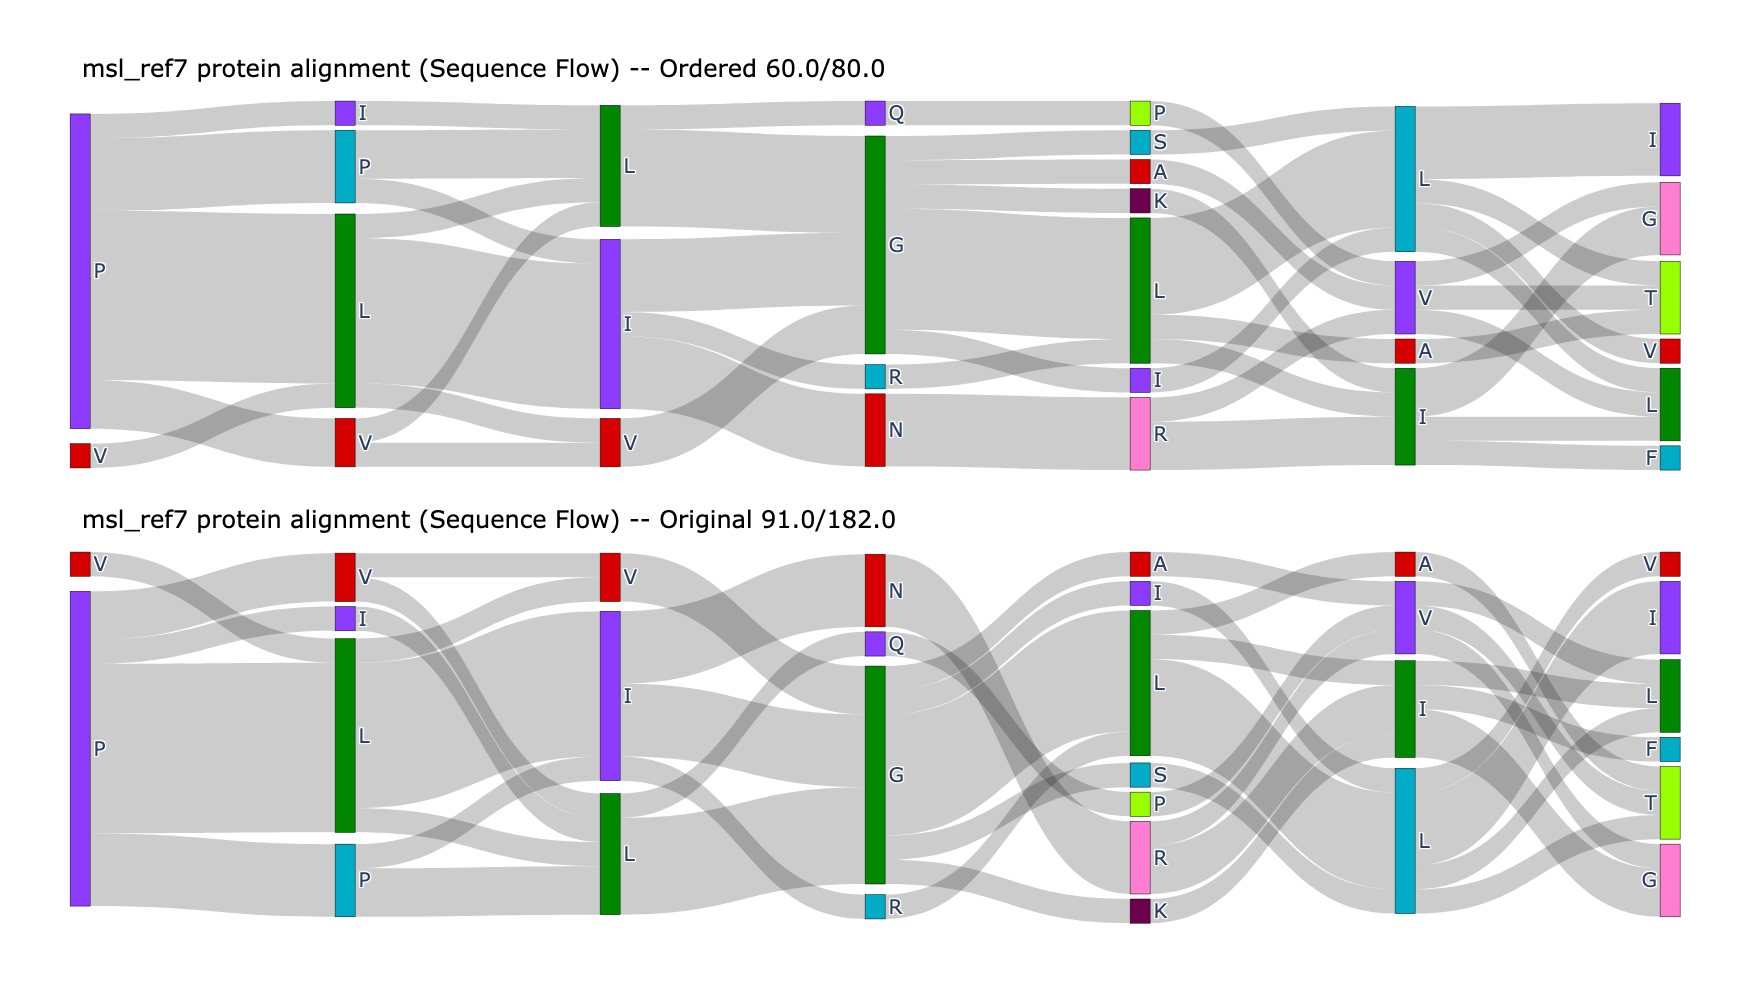 msl_ref7 protein alignment (Sequence Flow) -- Ordered 60.0/80.0
P
V
I
P
L
V
L
I
V
Q
G
R
N
P
S
A
K
L
I
R
L
V
A
I
I
G
T
V
L
F
msl_ref7 protein alignment (Sequence Flow) -- Original 91.0/182.0
V
P
V
I
L
P
V
I
L
N
Q
G
R
A
I
L
S
P
R
K
A
V
I
L
V
I
L
F
T
G